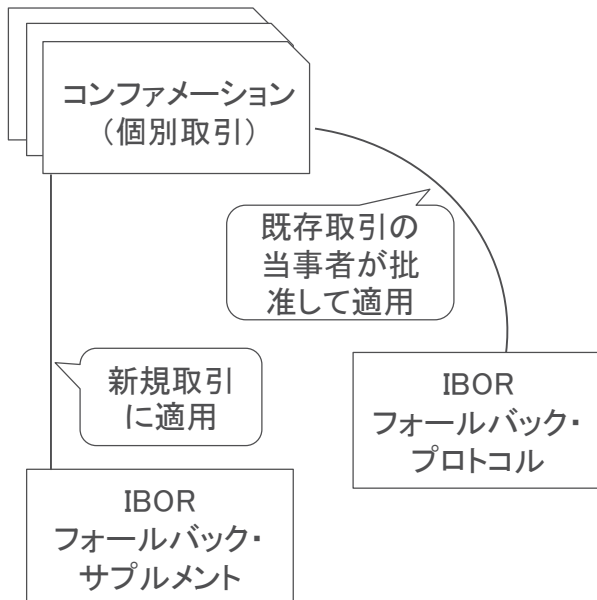 コンファメーション
（個別取引）
既存取引の
当事者が批
准して適用
新規取引
に適用
IBOR
フォールバック・
プロトコル
IBOR
フォールバック・
サプルメント